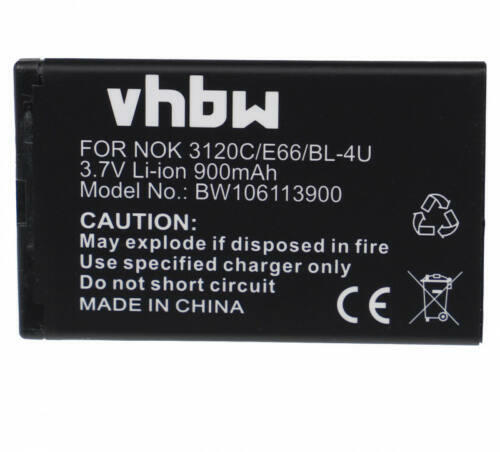 vhbw
FOR NOK 3120C/E66/BL-4U
3.7V Li-ion 900mAh
Model No.: BW106113900
CAUTION:
May explode if disposed in fire
Use specified charger only
Do not short circuit
MADE IN CHINA
CE